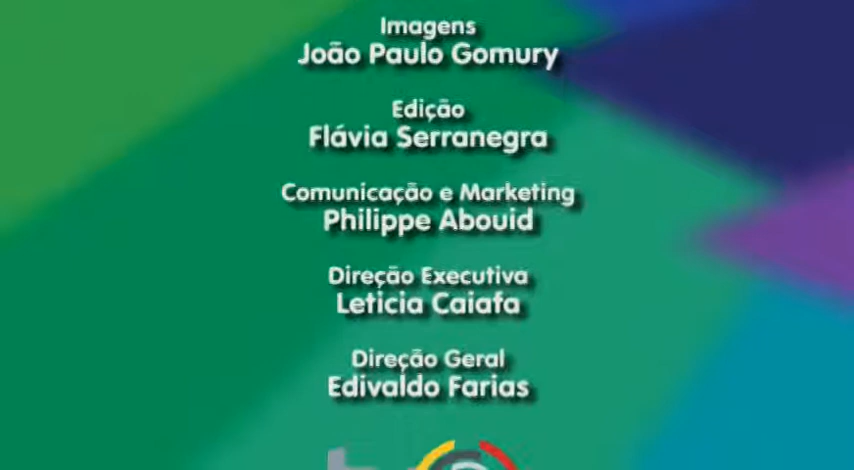 Imagens
João Paulo Gomury
Edição
Flávia Serranegra
Comunicação e Marketing
Philippe Abouid
Direção Executiva
Leticia Caiafa
Direção Geral
Edivaldo Farias